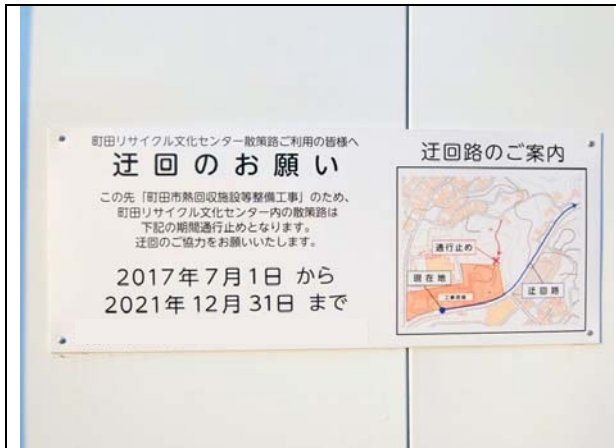 町田リサイクル文化センター散策路ご利用の皆様へ
迂回のお願い
この先「町田市熱回収施設等整備工事」のため、
町田リサイクル文化センター内の散策路は
下記の期間通行止めとなります。
迂回のご協力をお願いいたします。
2017年7月1日 から
2021年12月31日 まで
迂回路のご案内
通行止め
現在地
迂回路